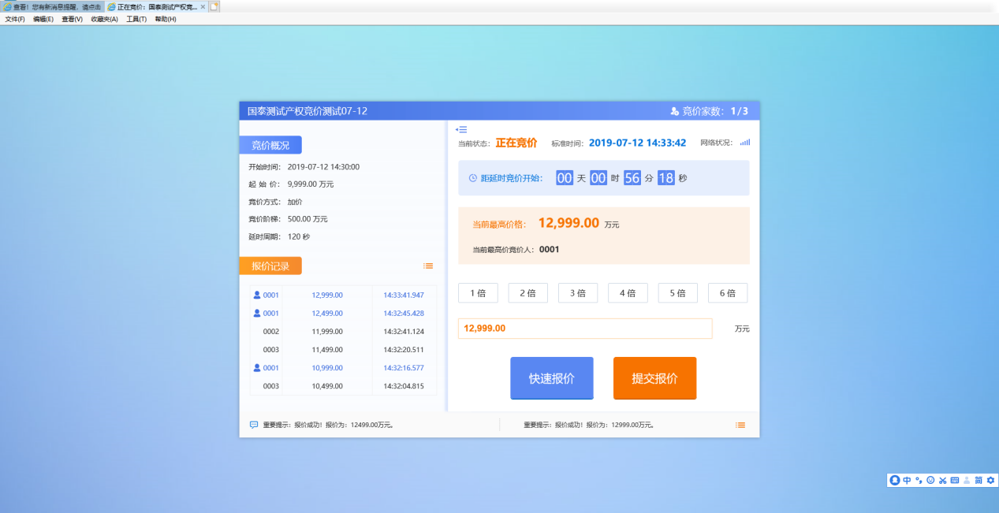 查看！您有新消息提醒，请点击 正在竞价：国泰测试产权竞...
文件(F) 编辑(E) 查看(V) 收藏夹(A) 工具(T) 帮助(H)
国泰测试产权竞价测试07-12 竞价家数：1/3
竞价概况
开始时间：2019-07-12 14:30:00
起 始 价：9,999.00 万元
竞价方式：加价
竞价阶梯：500.00 万元
延时周期：120 秒
报价记录
0001 12,999.00 14:33:41.947
0001 12,499.00 14:32:45.428
0002 11,999.00 14:32:41.124
0003 11,499.00 14:32:20.511
0001 10,999.00 14:32:16.577
0003 10,499.00 14:32:04.815
当前状态：正在竞价 标准时间：2019-07-12 14:33:42 网络状况：
距延时竞价开始：00 天 00 时 56 分 18 秒
当前最高价格：12,999.00 万元
当前最高价竞价人：0001
1 倍 2 倍 3 倍 4 倍 5 倍 6 倍
12,999.00 万元
快速报价 提交报价
重要提示：报价成功！报价为：12499.00万元。 重要提示：报价成功！报价为：12999.00万元。
中 简